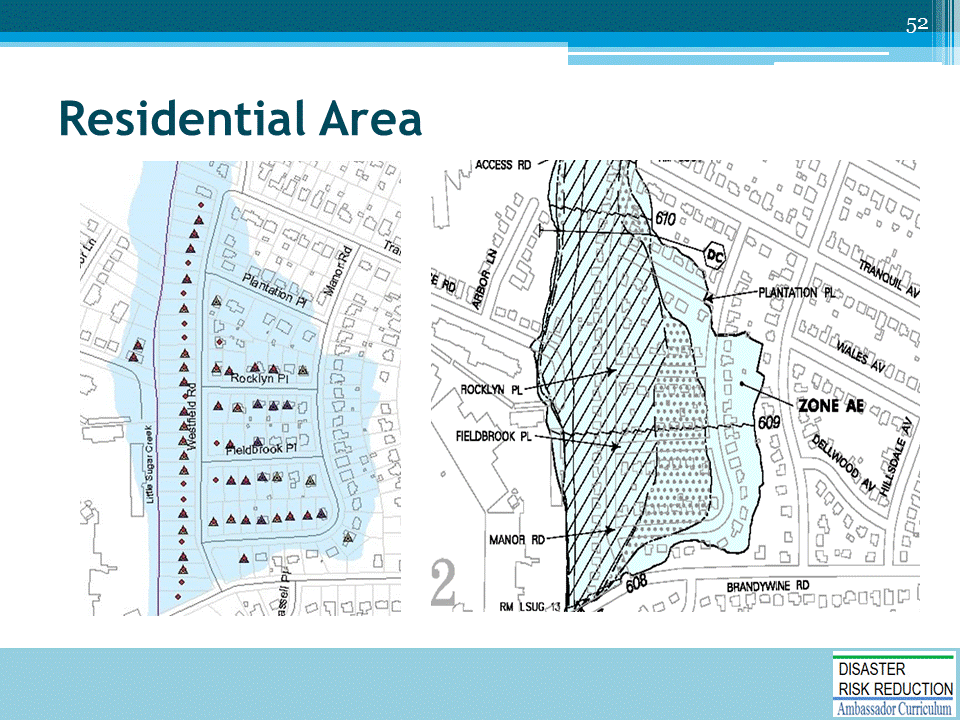 52
Residential Area
Manor Rd
Plantation Pl
Rocklyn Pl
Westfield Rd
Fieldbrook Pl
Little Sugar Creek
ACCESS RD
610
DC
ARBOR LN
RD
PLANTATION PL
TRANQUIL AV
WALES AV
ROCKLYN PL
ZONE AE
609
FIELDBROOK PL
DELLWOOD AV
HILLSDALE AV
MANOR RD
2
608
BRANDYWINE RD
RM LSUG 13
DISASTER
RISK REDUCTION
Ambassador Curriculum